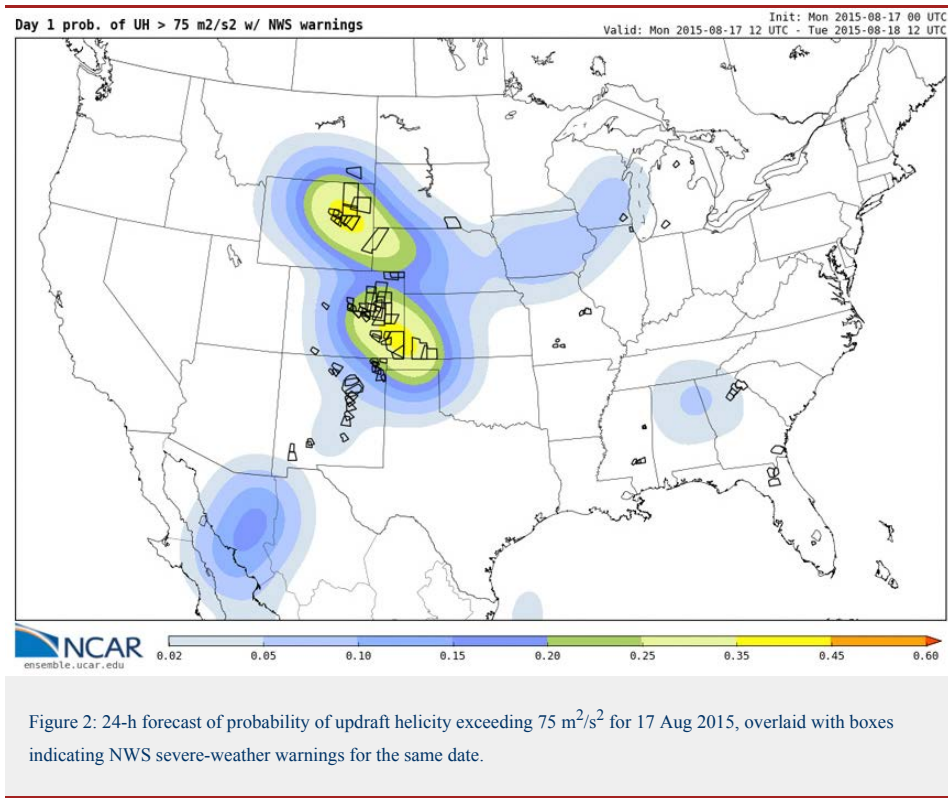 Day 1 prob. of UH > 75 m2/s2 w/ NWS warnings
Init: Mon 2015-08-17 00 UTC
Valid: Mon 2015-08-17 12 UTC - Tue 2015-08-18 12 UTC
NCAR
ensemble.ucar.edu
0.02 0.05 0.10 0.15 0.20 0.25 0.35 0.45 0.60
Figure 2: 24-h forecast of probability of updraft helicity exceeding 75 m²/s² for 17 Aug 2015, overlaid with boxes
indicating NWS severe-weather warnings for the same date.